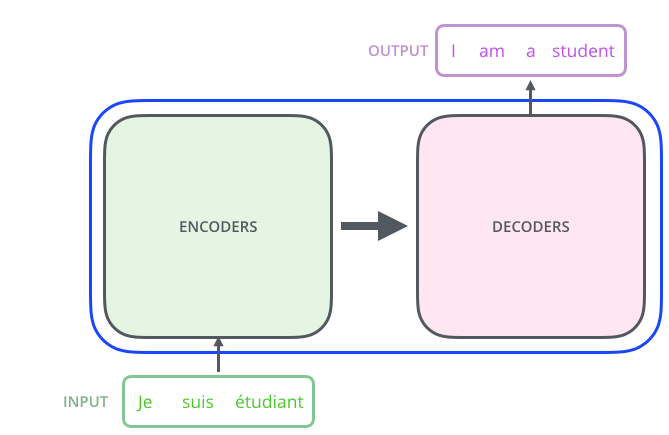 OUTPUT I am a student
ENCODERS DECODERS
INPUT Je suis étudiant